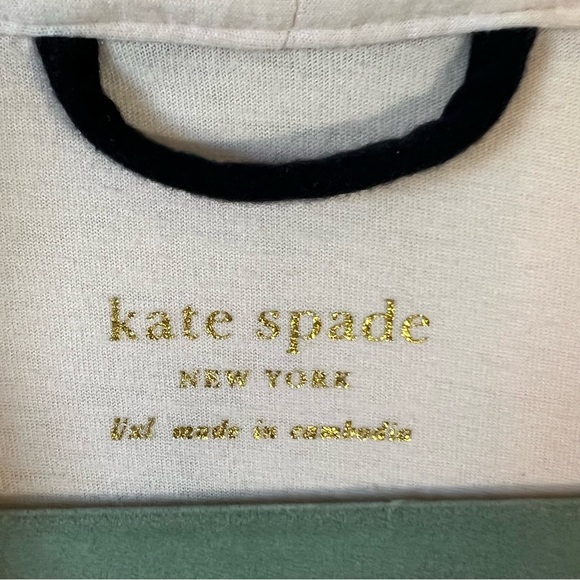 kate spade
NEW YORK
l/xl made in cambodia